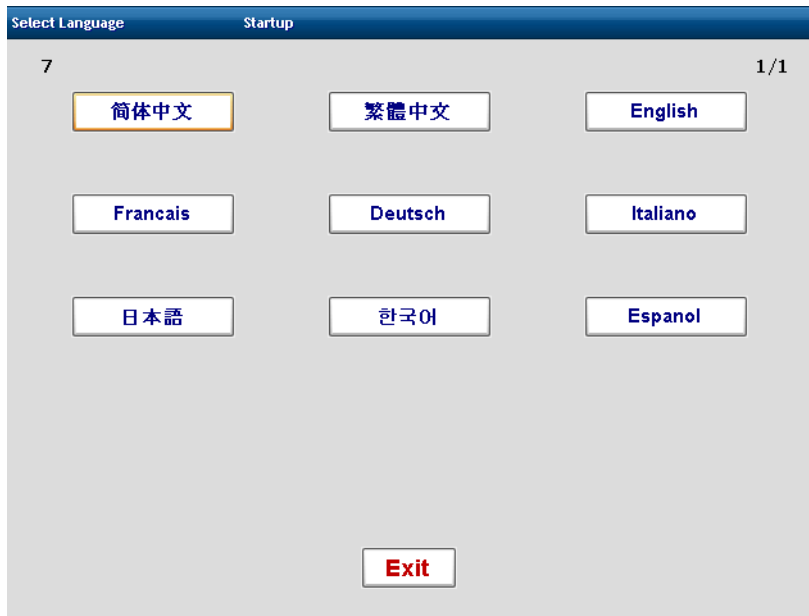 Select Language Startup
7 1/1
简体中文 繁體中文 English
Francais Deutsch Italiano
日本語 한국어 Espanol
Exit